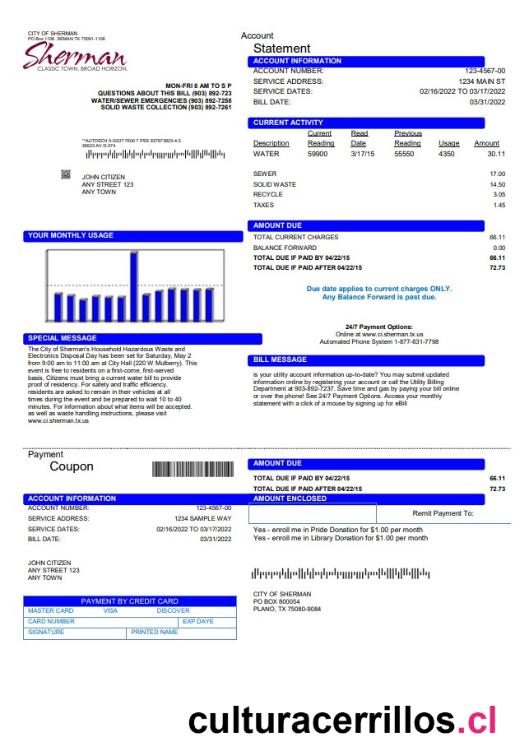 CITY OF SHERMAN
PO Box 1106 SEMAN TX 75091-1106
Sherman
CLASSIC TOWN, BROAD HORIZON.
MON-FRI 8 AM TO S P
QUESTIONS ABOUT THIS BILL (903) 892-723
WATER/SEWER EMERGENCIES (903) 892-7258
SOLID WASTE COLLECTION (903) 892-7261
JOHN CITIZEN
ANY STREET 123
ANY TOWN
Account
Statement
ACCOUNT INFORMATION
ACCOUNT NUMBER: 123-4567-00
SERVICE ADDRESS: 1234 MAIN ST
SERVICE DATES: 02/16/2022 TO 03/17/2022
BILL DATE: 03/31/2022
CURRENT ACTIVITY
Current Read Previous
Description Reading Date Reading Usage Amount
WATER 59900 3/17/15 55550 4350 30.11
SEWER 17.00
SOLID WASTE 14.50
RECYCLE 3.05
TAXES 1.45
AMOUNT DUE
TOTAL CURRENT CHARGES 66.11
BALANCE FORWARD 0.00
TOTAL DUE IF PAID BY 04/22/15 66.11
TOTAL DUE IF PAID AFTER 04/22/15 72.73
Due date applies to current charges ONLY.
Any Balance Forward is past due.
24/7 Payment Options:
Online at www.ci.sherman.tx.us
Automated Phone System 1-877-631-7798
YOUR MONTHLY USAGE
SPECIAL MESSAGE
The City of Sherman's Household Hazardous Waste and
Electronics Disposal Day has been set for Saturday, May 2
from 9:00 am to 11:00 am at City Hall (220 W Mulberry). This
event is free to residents on a first-come, first-served
basis, Citizens must bring a current water bill to provide
proof of residency. For safety and traffic efficiency,
residents are asked to remain in their vehicles at all
times during the event and be prepared to wait 10 to 40
minutes. For information about what items will be accepted.
as well as waste handling instructions, please visit
www.ci.sherman.tx.us
BILL MESSAGE
is your utility account information up-to-date? You may submit updated
information online by registering your account or call the Utility Billing
Department at 903-892-7237. Save time and gas by paying your bill online
or over the phone! See 24/7 Payment Options. Access your monthly
statement with a click of a mouse by signing up for eBill
Payment
Coupon
ACCOUNT INFORMATION
ACCOUNT NUMBER: 123-4567-00
SERVICE ADDRESS: 1234 SAMPLE WAY
SERVICE DATES: 02/16/2022 TO 03/17/2022
BILL DATE: 03/31/2022
AMOUNT DUE
TOTAL DUE IF PAID BY 04/22/15 66.11
TOTAL DUE IF PAID AFTER 04/22/15 72.73
AMOUNT ENCLOSED
Remit Payment To:
Yes - enroll me in Pride Donation for $1.00 per month
Yes - enroll me in Library Donation for $1.00 per month
JOHN CITIZEN
ANY STREET 123
ANY TOWN
CITY OF SHERMAN
PO BOX 800054
PLANO, TX 75080-9084
PAYMENT BY CREDIT CARD
MASTER CARD VISA DISCOVER
CARD NUMBER EXP DAYE
SIGNATURE PRINTED NAME
culturacerrillos.cl